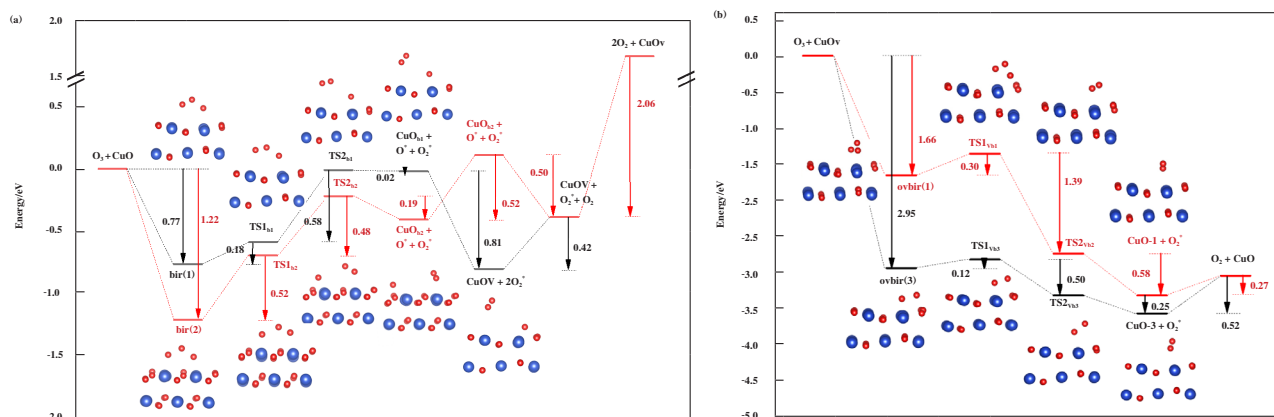 (a)
2.0
1.5
0.5
0.0
-0.5
-1.0
-1.5
2.0
Energy/eV
O₃ + CuO
0.77
1.22
bir(1)
bir(2)
0.18
TS1b1
TS1b2
0.52
TS2b1
TS2b2
0.58
0.48
0.02
CuOb1 +
O* + O₂*
0.19
CuOb2 +
O* + O₂*
CuOb2 +
O* + O₂*
0.52
0.81
CuOV + 2O₂*
0.50
CuOV +
O₂* + O₂
0.42
2O₂ + CuOv
2.06
(b)
0.5
0.0
-0.5
-1.0
-1.5
-2.0
-2.5
-3.0
-3.5
-4.0
-4.5
-5.0
Energy/eV
O₃ + CuOv
1.66
2.95
ovbir(1)
ovbir(3)
TS1Vb1
0.30
TS1Vb3
0.12
1.39
TS2Vb2
0.50
TS2Vb3
CuO-1 + O₂*
0.58
0.25
CuO-3 + O₂*
O₂ + CuO
0.27
0.52